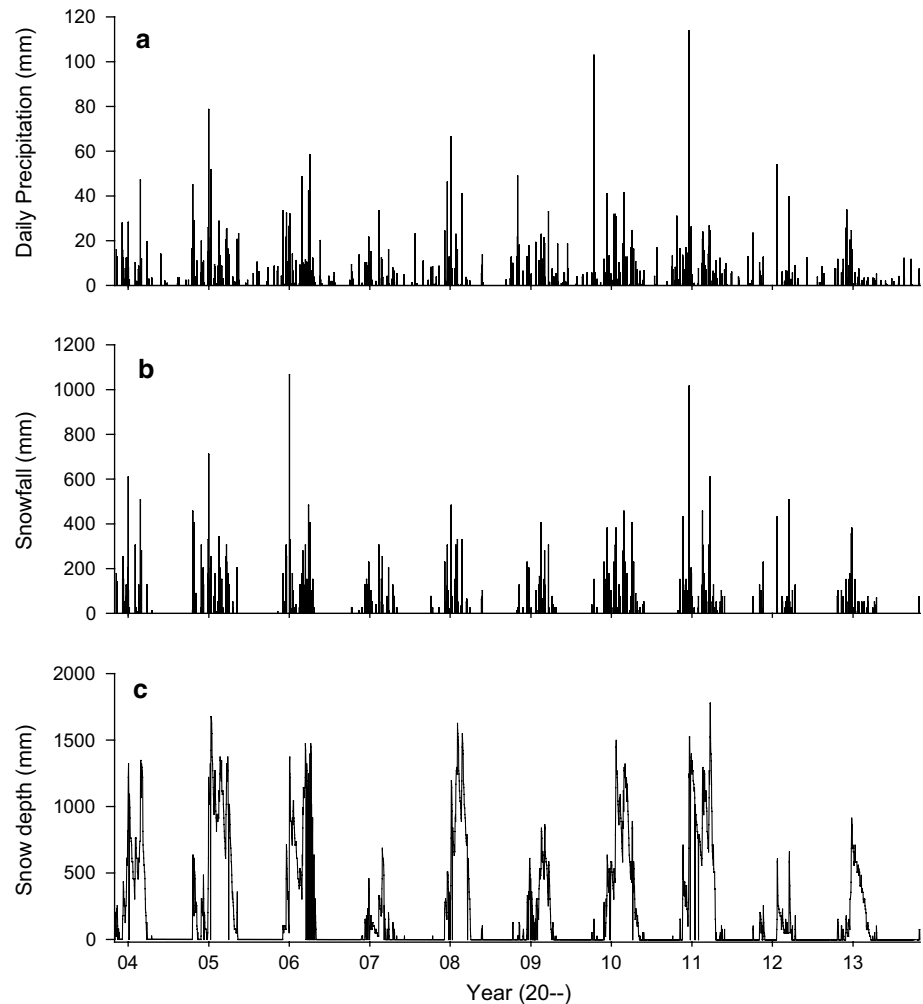 a
Daily Precipitation (mm)
120
100
80
60
40
20
0
b
Snowfall (mm)
1200
1000
800
600
400
200
0
c
Snow depth (mm)
2000
1500
1000
500
0
04 05 06 07 08 09 10 11 12 13
Year (20--)